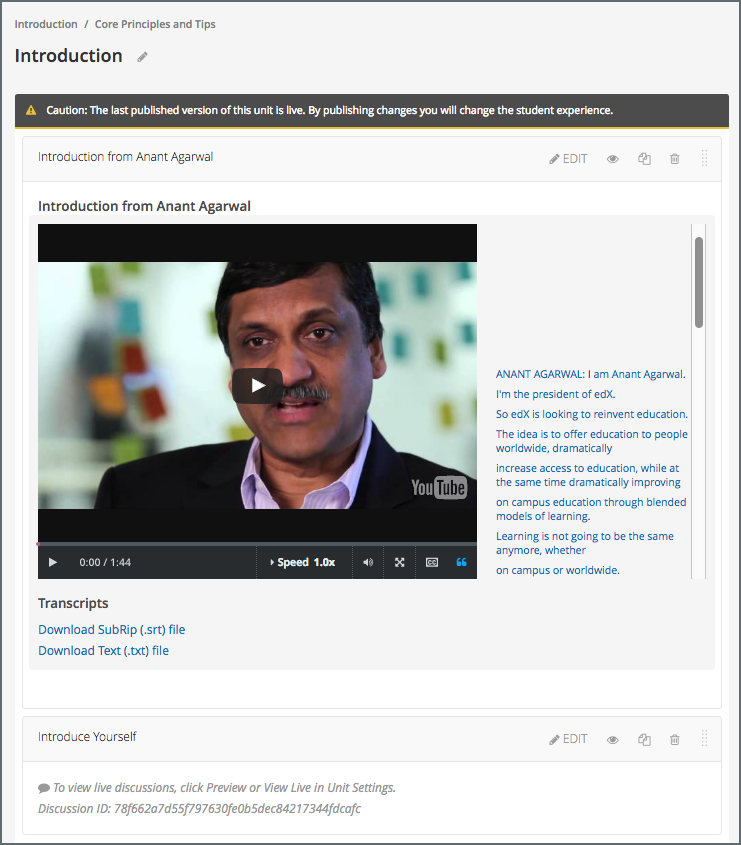 Introduction / Core Principles and Tips
Introduction
Caution: The last published version of this unit is live. By publishing changes you will change the student experience.
Introduction from Anant Agarwal
EDIT
Introduction from Anant Agarwal
ANANT AGARWAL: I am Anant Agarwal.
I'm the president of edX.
So edX is looking to reinvent education.
The idea is to offer education to people
worldwide, dramatically
increase access to education, while at
the same time dramatically improving
on campus education through blended
models of learning.
Learning is not going to be the same
anymore, whether
on campus or worldwide.
YouTube
0:00 / 1:44
Speed 1.0x
CC
Transcripts
Download SubRip (.srt) file
Download Text (.txt) file
Introduce Yourself
EDIT
To view live discussions, click Preview or View Live in Unit Settings.
Discussion ID: 78f662a7d55f797630fe0b5dec84217344fdcafc